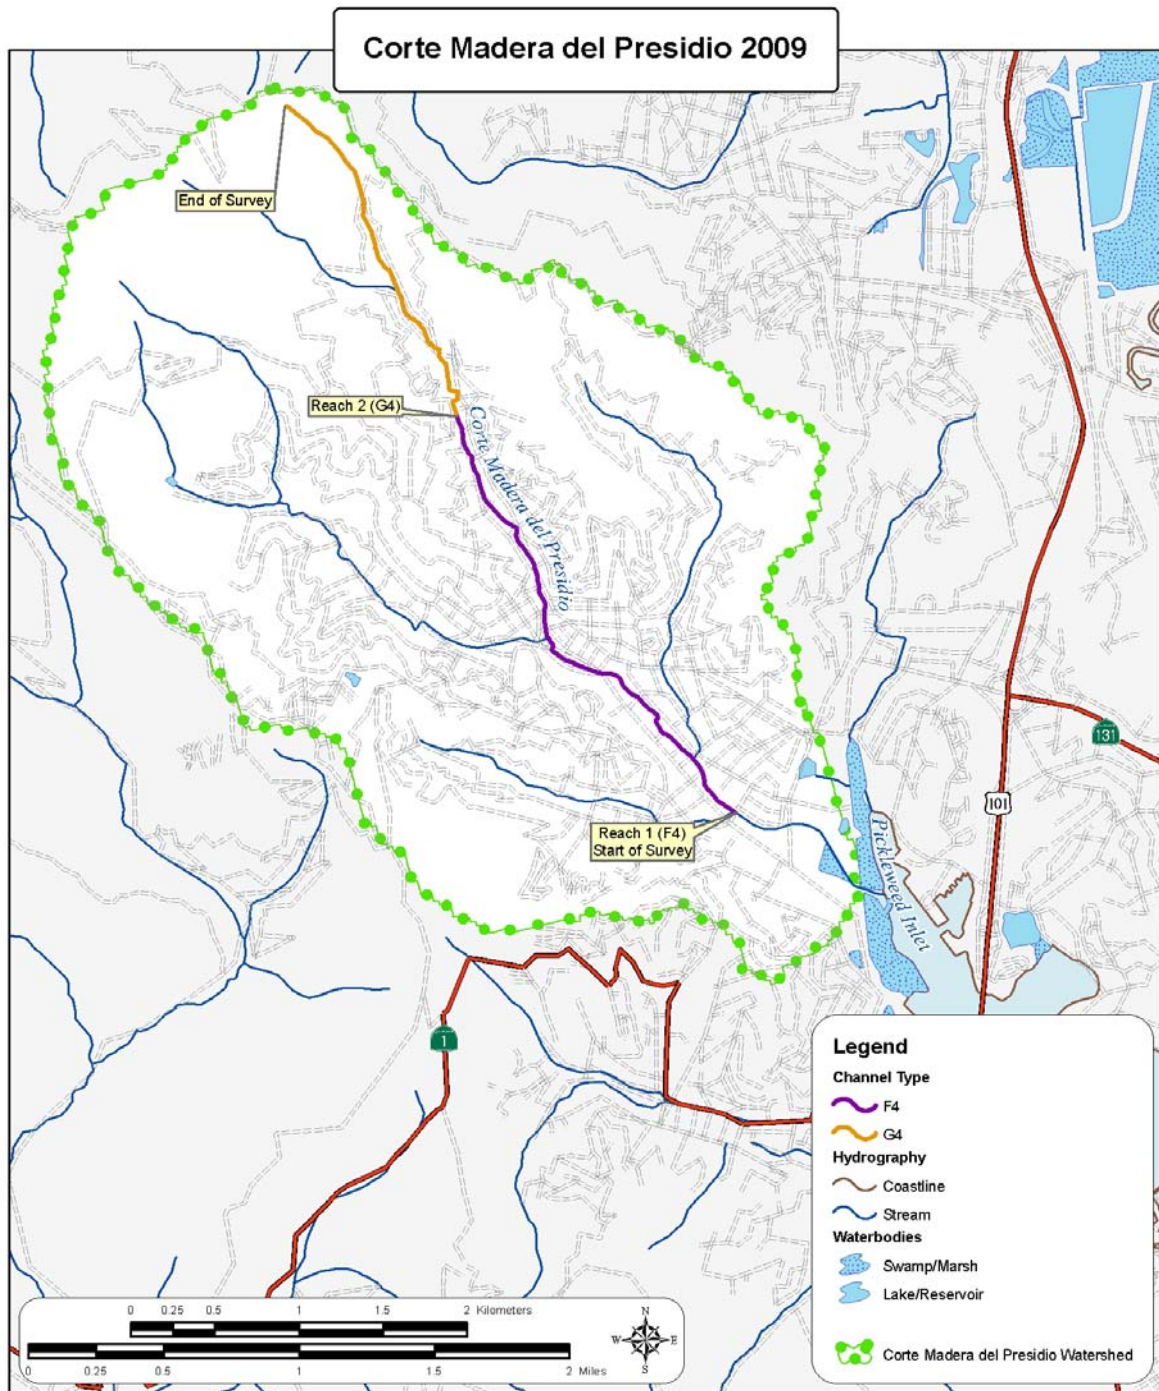 Corte Madera del Presidio 2009
End of Survey
Reach 2 (G4)
Corte Madera del Presidio
131
101
Reach 1 (F4)
Start of Survey
Pickleweed Inlet
1
Legend
Channel Type
F4
G4
Hydrography
Coastline
Stream
Waterbodies
Swamp/Marsh
Lake/Reservoir
Corte Madera del Presidio Watershed
0 0.25 0.5 1 1.5 2 Kilometers
0 0.25 0.5 1 1.5 2 Miles
N
W E
S